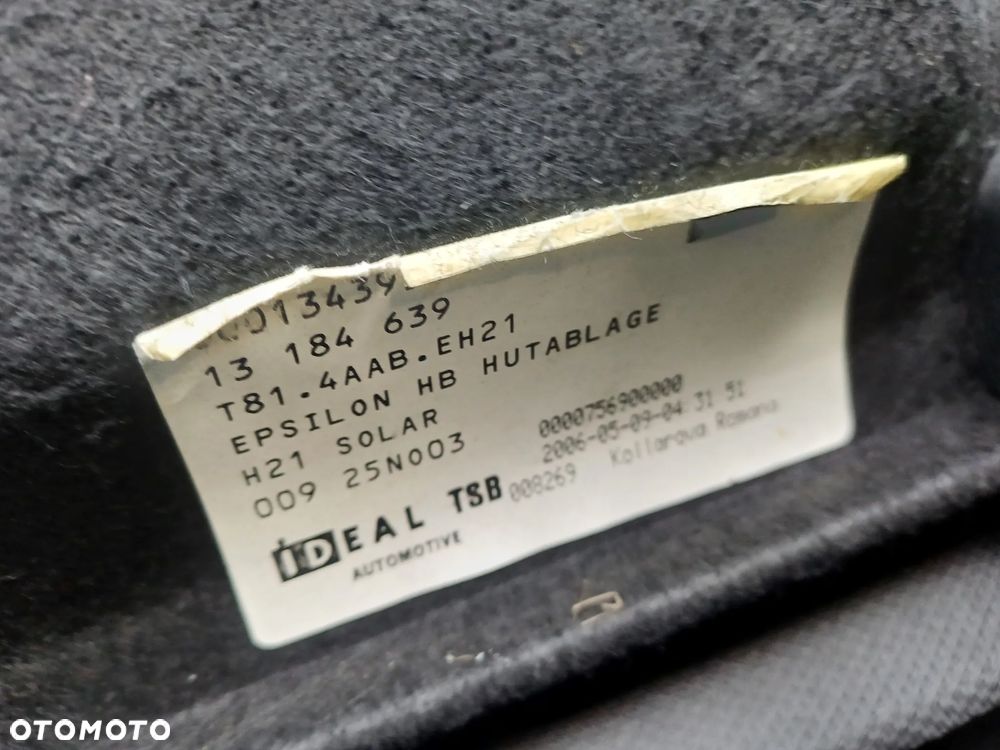 134393
13 184 639
T81.4AAB.EH21
EPSILON HB HUTABLAGE
H21 SOLAR
009 25N003
0000756900000
2006-05-09-04 31 51
008269 Kollarova Romana
iDEAL TSB
AUTOMOTIVE
OTOMOTO